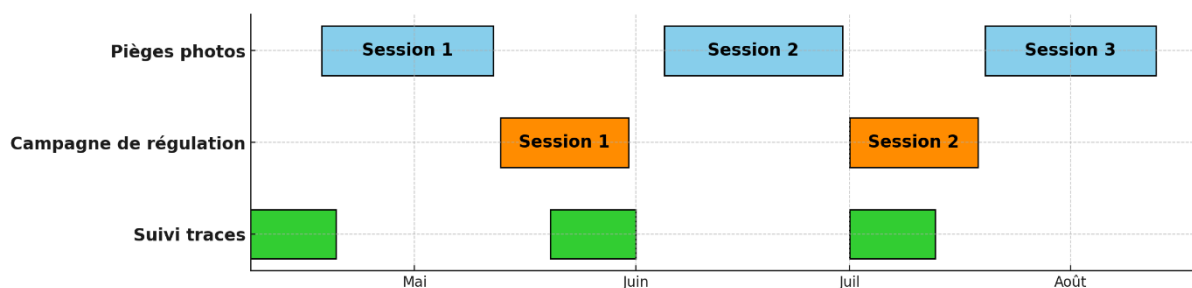 Pièges photos
Session 1
Session 2
Session 3
Campagne de régulation
Session 1
Session 2
Suivi traces
Mai
Juin
Juil
Août